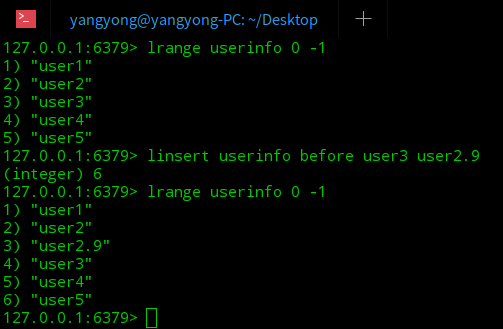 yangyong@yangyong-PC: ~/Desktop
127.0.0.1:6379> lrange userinfo 0 -1
1) "user1"
2) "user2"
3) "user3"
4) "user4"
5) "user5"
127.0.0.1:6379> linsert userinfo before user3 user2.9
(integer) 6
127.0.0.1:6379> lrange userinfo 0 -1
1) "user1"
2) "user2"
3) "user2.9"
4) "user3"
5) "user4"
6) "user5"
127.0.0.1:6379>